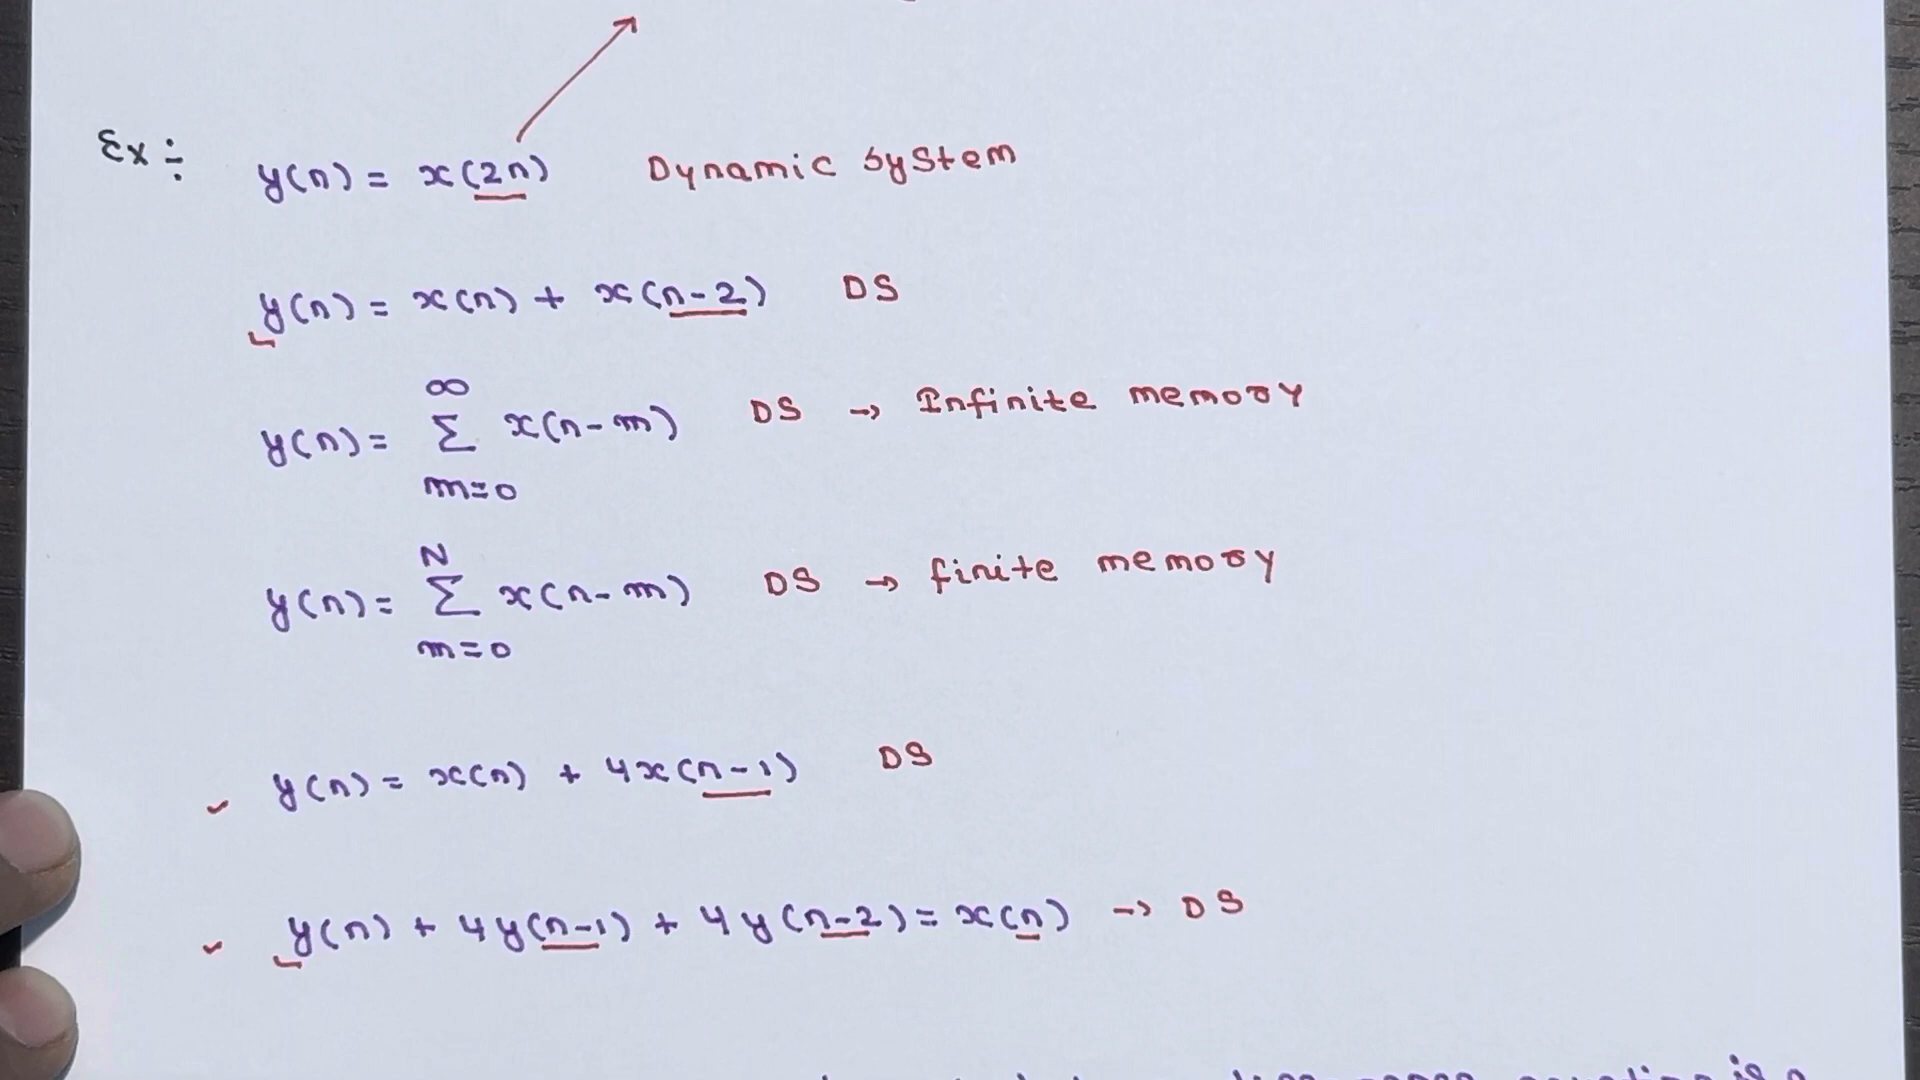 Ex ÷ y(n) = x(2n) Dynamic System
y(n) = x(n) + x(n-2) DS
∞
y(n) = Σ x(n-m) DS → Infinite memory
m=0
N
y(n) = Σ x(n-m) DS → finite memory
m=0
y(n) = x(n) + 4x(n-1) DS
y(n) + 4y(n-1) + 4y(n-2) = x(n) → DS